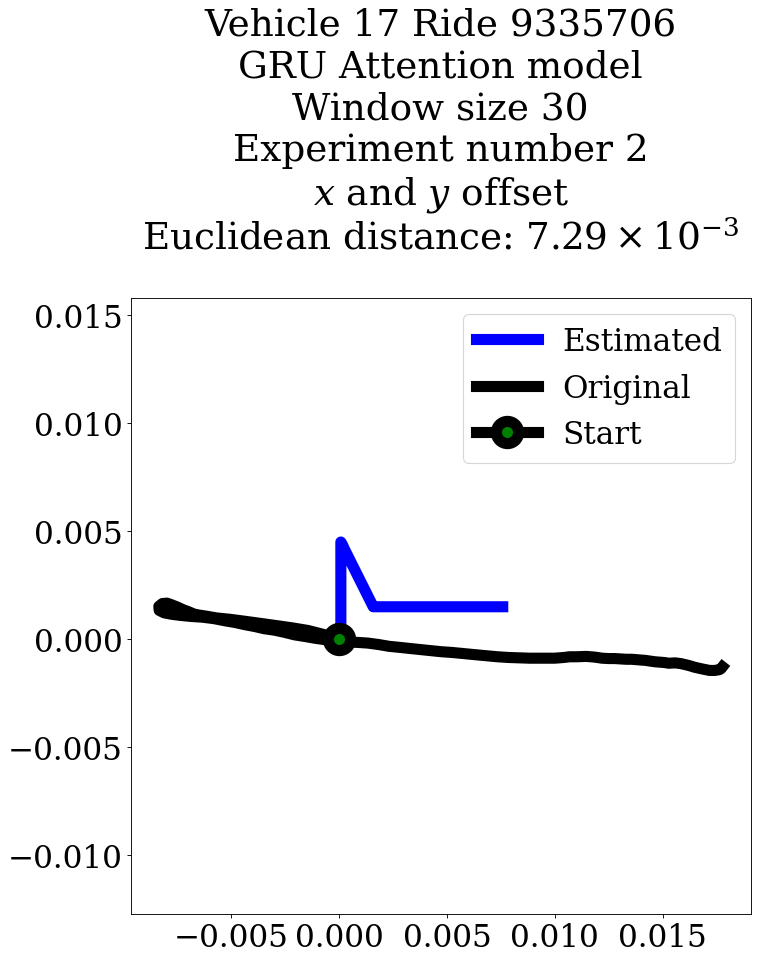 Vehicle 17 Ride 9335706
GRU Attention model
Window size 30
Experiment number 2
x and y offset
Euclidean distance: 7.29 × 10⁻³
Estimated
Original
Start
0.015
0.010
0.005
0.000
−0.005
−0.010
−0.005 0.000 0.005 0.010 0.015